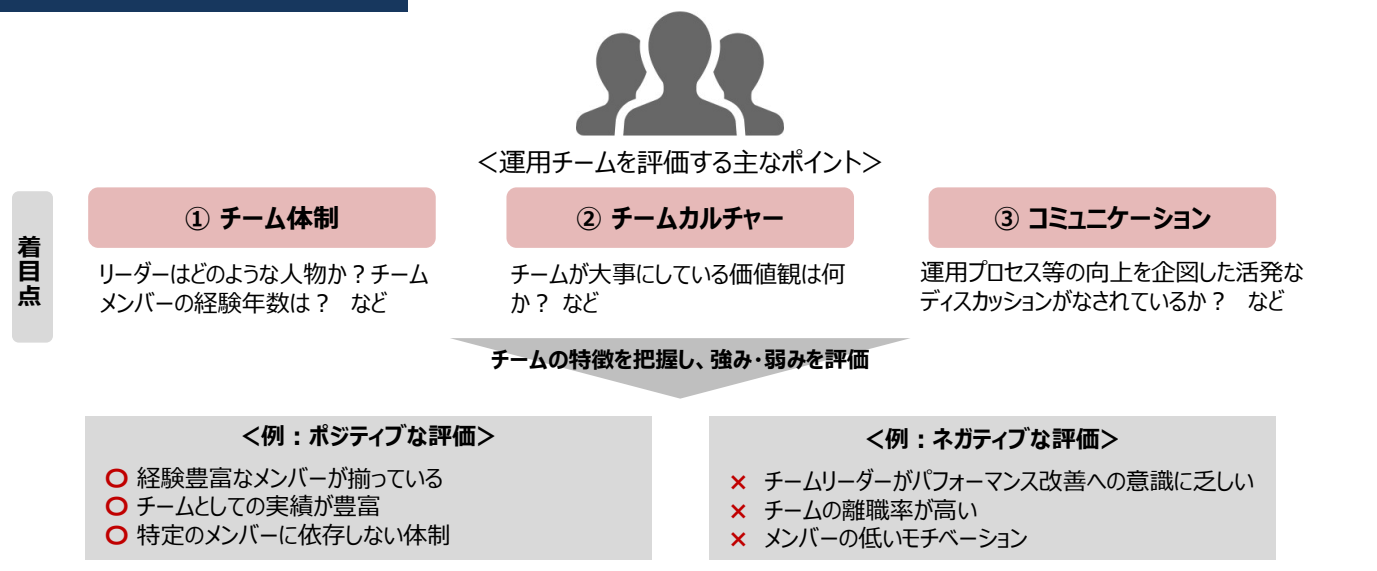 ＜運用チームを評価する主なポイント＞
着目点
① チーム体制
リーダーはどのような人物か？チーム
メンバーの経験年数は？　など
② チームカルチャー
チームが大事にしている価値観は何
か？ など
③ コミュニケーション
運用プロセス等の向上を企図した活発な
ディスカッションがなされているか？　など
チームの特徴を把握し、強み・弱みを評価
＜例：ポジティブな評価＞
〇 経験豊富なメンバーが揃っている
〇 チームとしての実績が豊富
〇 特定のメンバーに依存しない体制
＜例：ネガティブな評価＞
× チームリーダーがパフォーマンス改善への意識に乏しい
× チームの離職率が高い
× メンバーの低いモチベーション